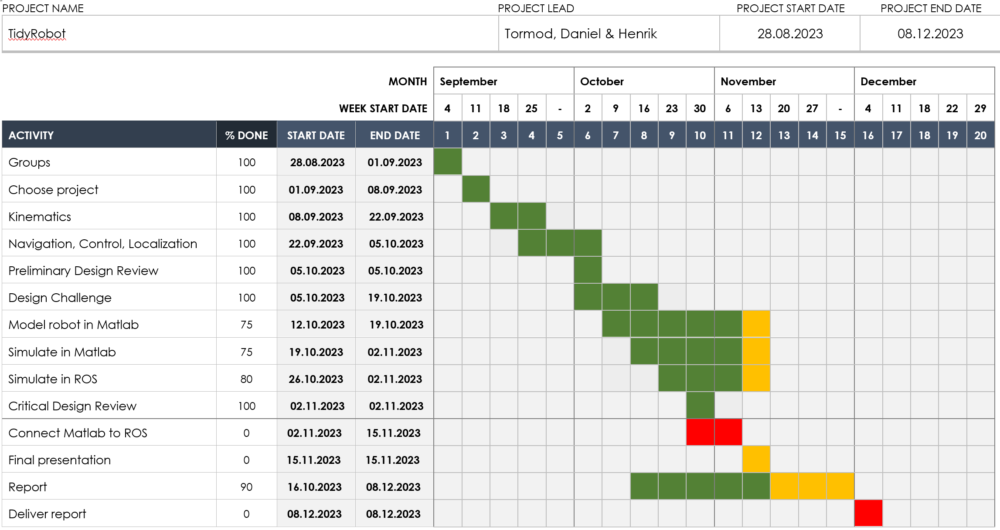 PROJECT NAME PROJECT LEAD PROJECT START DATE PROJECT END DATE
TidyRobot Tormod, Daniel & Henrik 28.08.2023 08.12.2023
MONTH September October November December
WEEK START DATE 4 11 18 25 - 2 9 16 23 30 6 13 20 27 - 4 11 18 22 29
ACTIVITY % DONE START DATE END DATE 1 2 3 4 5 6 7 8 9 10 11 12 13 14 15 16 17 18 19 20
Groups 100 28.08.2023 01.09.2023
Choose project 100 01.09.2023 08.09.2023
Kinematics 100 08.09.2023 22.09.2023
Navigation, Control, Localization 100 22.09.2023 05.10.2023
Preliminary Design Review 100 05.10.2023 05.10.2023
Design Challenge 100 05.10.2023 19.10.2023
Model robot in Matlab 75 12.10.2023 19.10.2023
Simulate in Matlab 75 19.10.2023 02.11.2023
Simulate in ROS 80 26.10.2023 02.11.2023
Critical Design Review 100 02.11.2023 02.11.2023
Connect Matlab to ROS 0 02.11.2023 15.11.2023
Final presentation 0 15.11.2023 15.11.2023
Report 90 16.10.2023 08.12.2023
Deliver report 0 08.12.2023 08.12.2023